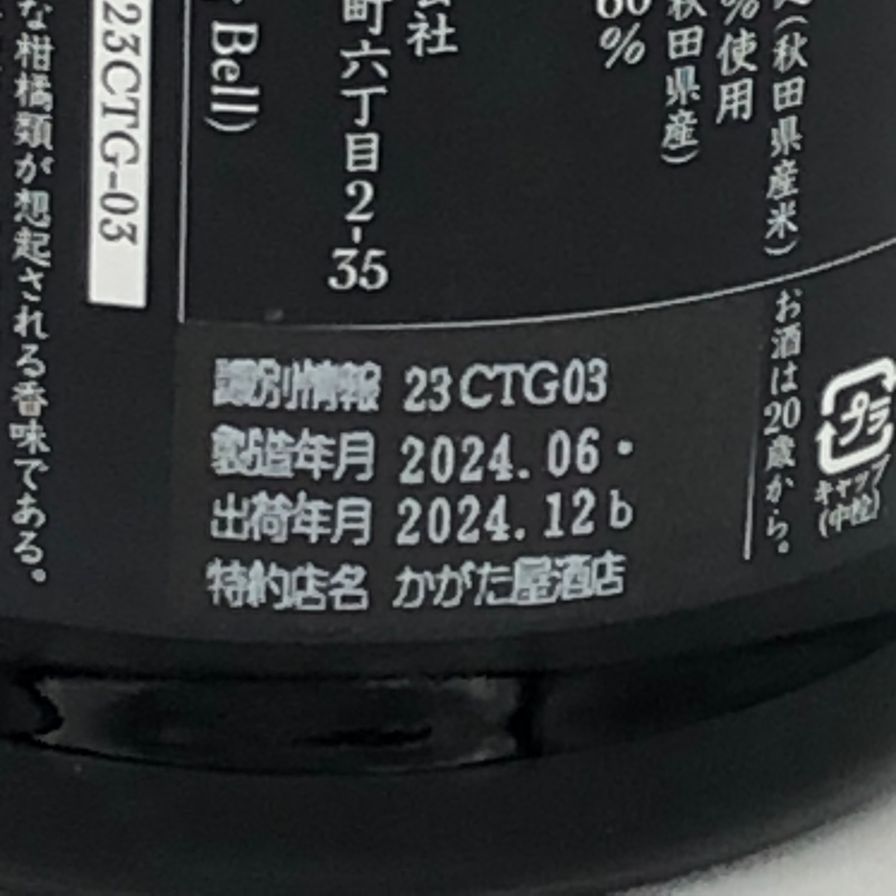 (秋田県産米)
%使用
秋田県産)
60%
会社
町六丁目2-35
Bell)
23CTG-03
な柑橘類が想起される香味である。
識別情報 23CTG03
製造年月 2024.06・
出荷年月 2024.12b
特約店名 かがた屋酒店
お酒は20歳から。
プラ
キャップ
(中栓)